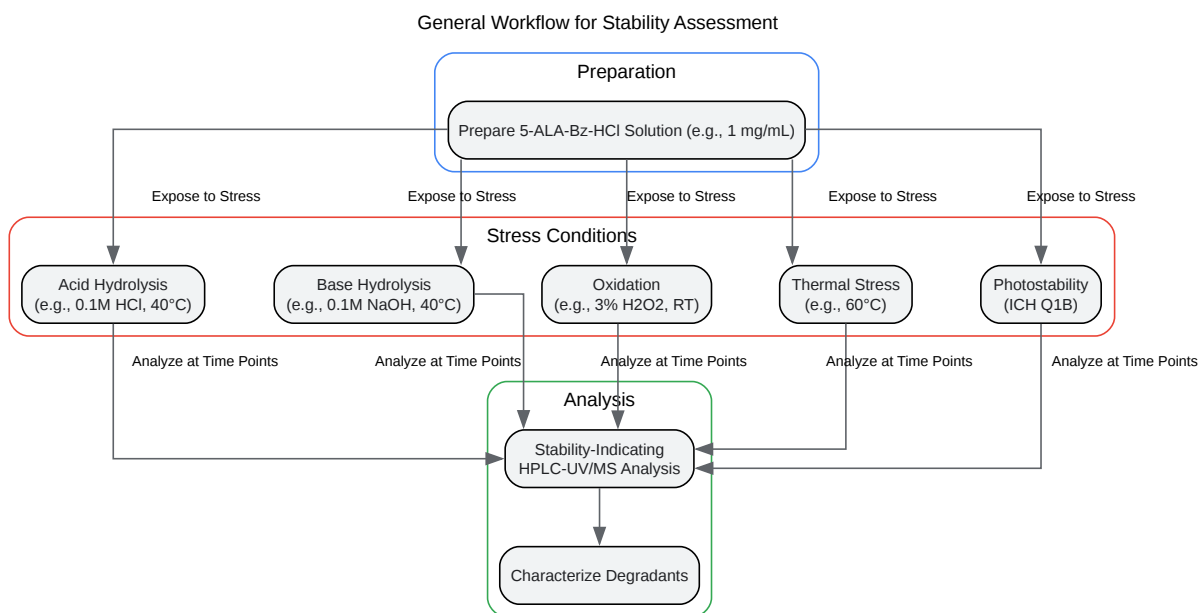 General Workflow for Stability Assessment
Preparation
Prepare 5-ALA-Bz-HCl Solution (e.g., 1 mg/mL)
Expose to Stress
Expose to Stress
Expose to Stress
Expose to Stress
Expose to Stress
Stress Conditions
Acid Hydrolysis
(e.g., 0.1M HCl, 40°C)
Base Hydrolysis
(e.g., 0.1M NaOH, 40°C)
Oxidation
(e.g., 3% H2O2, RT)
Thermal Stress
(e.g., 60°C)
Photostability
(ICH Q1B)
Analyze at Time Points
Analyze at Time Points
Analyze at Time Points
Analyze at Time Points
Analyze at Time Points
Analysis
Stability-Indicating
HPLC-UV/MS Analysis
Characterize Degradants